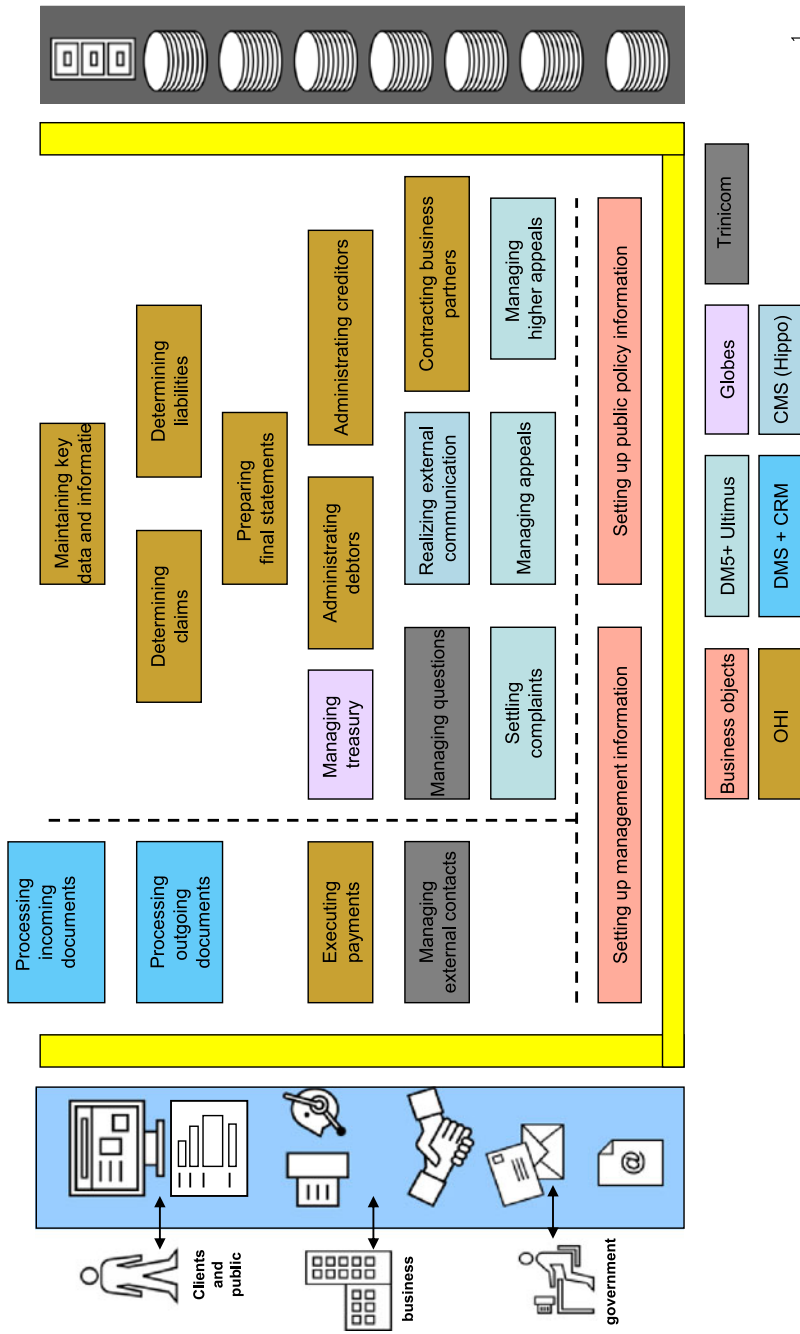 Processing
incoming
documents
Maintaining key
data and informatie
Processing
outgoing
documents
Determining
claims
Determining
liabilities
Preparing
final statements
Executing
payments
Managing
treasury
Administrating
debtors
Administrating creditors
Managing
external contacts
Managing questions
Realizing external
communication
Contracting business
partners
Settling
complaints
Managing appeals
Managing
higher appeals
Setting up management information
Setting up public policy information
Clients
and
public
business
government
@
Business objects
DM5+ Ultimus
Globes
Trinicom
OHI
DMS + CRM
CMS (Hippo)
1